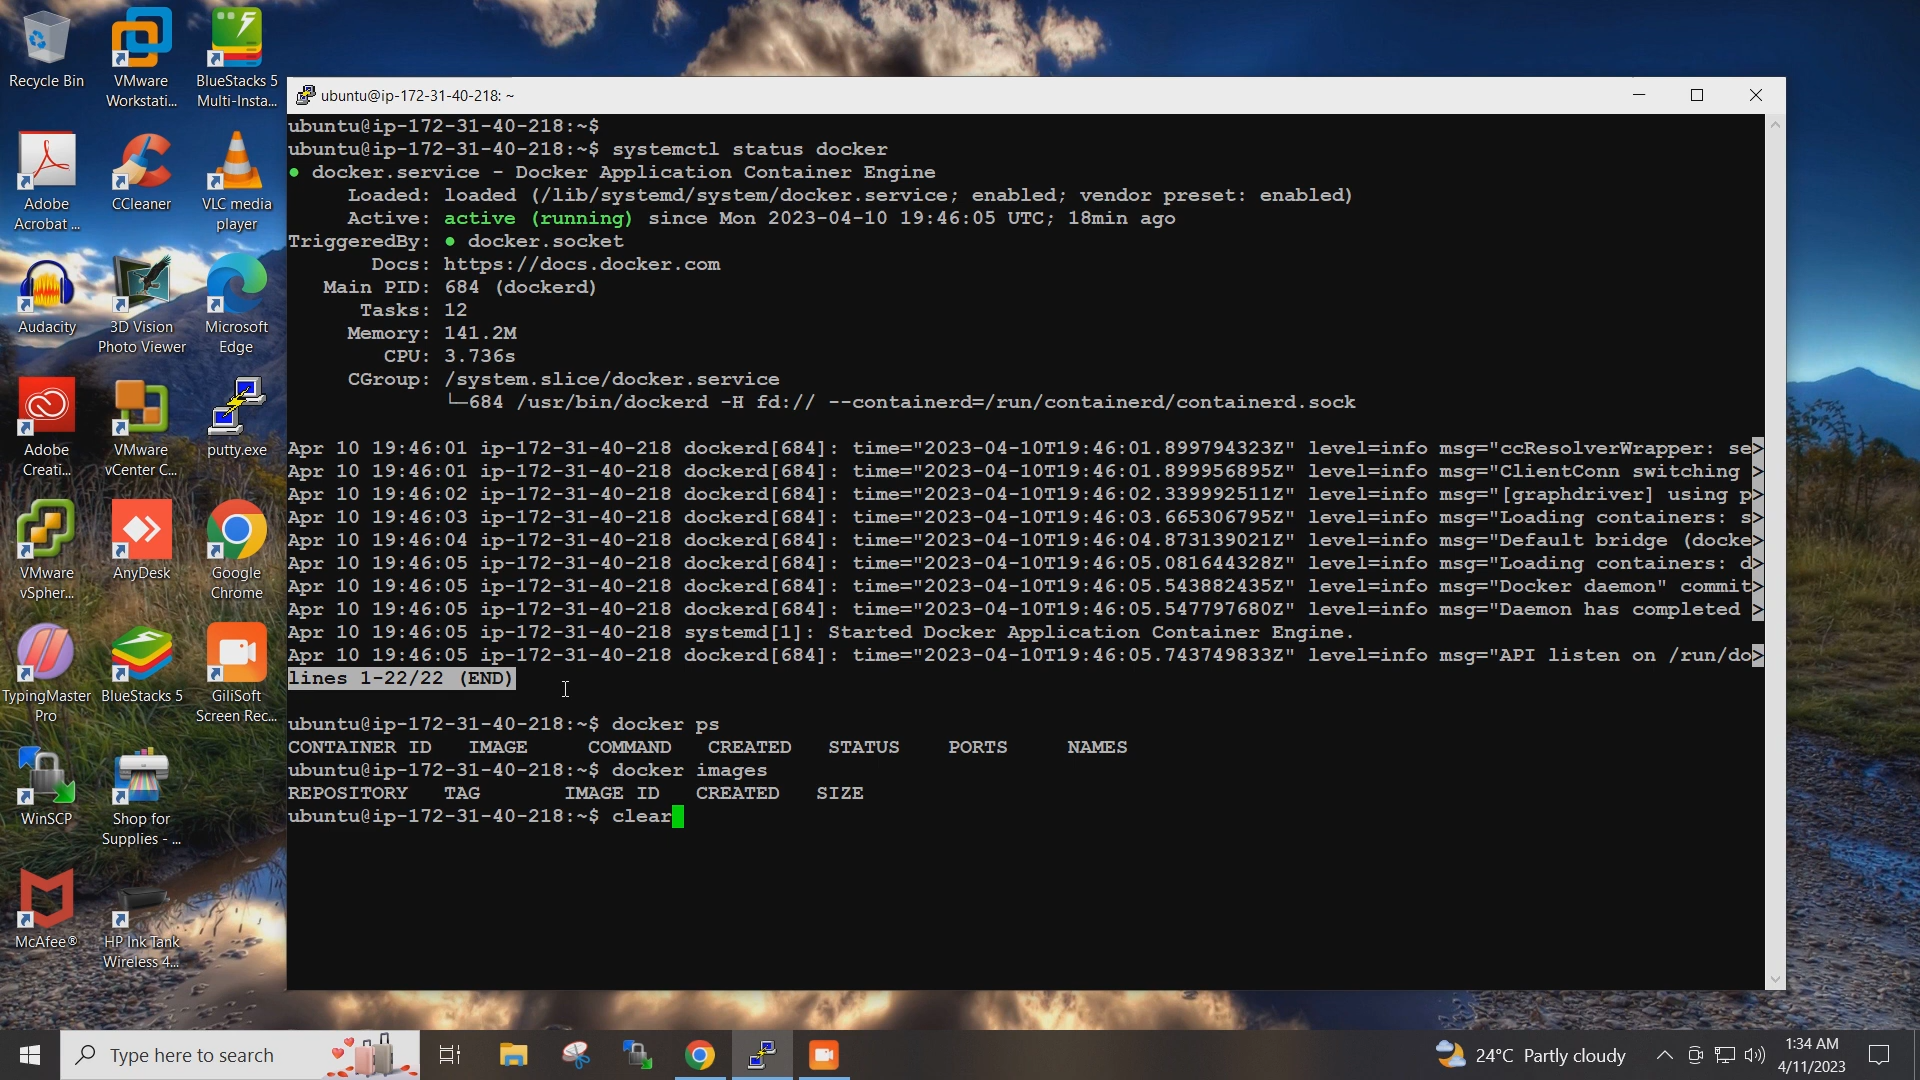 Recycle Bin
VMware
Workstati...
BlueStacks 5
Multi-Insta...
Adobe
Acrobat ...
CCleaner
VLC media
player
Audacity
3D Vision
Photo Viewer
Microsoft
Edge
Adobe
Creati...
VMware
vCenter C...
putty.exe
VMware
vSpher...
AnyDesk
Google
Chrome
TypingMaster
Pro
BlueStacks 5
GiliSoft
Screen Rec...
WinSCP
Shop for
Supplies - ...
McAfee®
HP Ink Tank
Wireless 4...
ubuntu@ip-172-31-40-218: ~
ubuntu@ip-172-31-40-218:~$
ubuntu@ip-172-31-40-218:~$ systemctl status docker
● docker.service - Docker Application Container Engine
Loaded: loaded (/lib/systemd/system/docker.service; enabled; vendor preset: enabled)
Active: active (running) since Mon 2023-04-10 19:46:05 UTC; 18min ago
TriggeredBy: ● docker.socket
Docs: https://docs.docker.com
Main PID: 684 (dockerd)
Tasks: 12
Memory: 141.2M
CPU: 3.736s
CGroup: /system.slice/docker.service
└─684 /usr/bin/dockerd -H fd:// --containerd=/run/containerd/containerd.sock
Apr 10 19:46:01 ip-172-31-40-218 dockerd[684]: time="2023-04-10T19:46:01.899794323Z" level=info msg="ccResolverWrapper: se>
Apr 10 19:46:01 ip-172-31-40-218 dockerd[684]: time="2023-04-10T19:46:01.899956895Z" level=info msg="ClientConn switching >
Apr 10 19:46:02 ip-172-31-40-218 dockerd[684]: time="2023-04-10T19:46:02.339992511Z" level=info msg="[graphdriver] using p>
Apr 10 19:46:03 ip-172-31-40-218 dockerd[684]: time="2023-04-10T19:46:03.665306795Z" level=info msg="Loading containers: s>
Apr 10 19:46:04 ip-172-31-40-218 dockerd[684]: time="2023-04-10T19:46:04.873139021Z" level=info msg="Default bridge (docke>
Apr 10 19:46:05 ip-172-31-40-218 dockerd[684]: time="2023-04-10T19:46:05.081644328Z" level=info msg="Loading containers: d>
Apr 10 19:46:05 ip-172-31-40-218 dockerd[684]: time="2023-04-10T19:46:05.543882435Z" level=info msg="Docker daemon" commit>
Apr 10 19:46:05 ip-172-31-40-218 dockerd[684]: time="2023-04-10T19:46:05.547797680Z" level=info msg="Daemon has completed >
Apr 10 19:46:05 ip-172-31-40-218 systemd[1]: Started Docker Application Container Engine.
Apr 10 19:46:05 ip-172-31-40-218 dockerd[684]: time="2023-04-10T19:46:05.743749833Z" level=info msg="API listen on /run/do>
lines 1-22/22 (END)
ubuntu@ip-172-31-40-218:~$ docker ps
CONTAINER ID IMAGE COMMAND CREATED STATUS PORTS NAMES
ubuntu@ip-172-31-40-218:~$ docker images
REPOSITORY TAG IMAGE ID CREATED SIZE
ubuntu@ip-172-31-40-218:~$ clear
Type here to search
24°C Partly cloudy
1:34 AM
4/11/2023